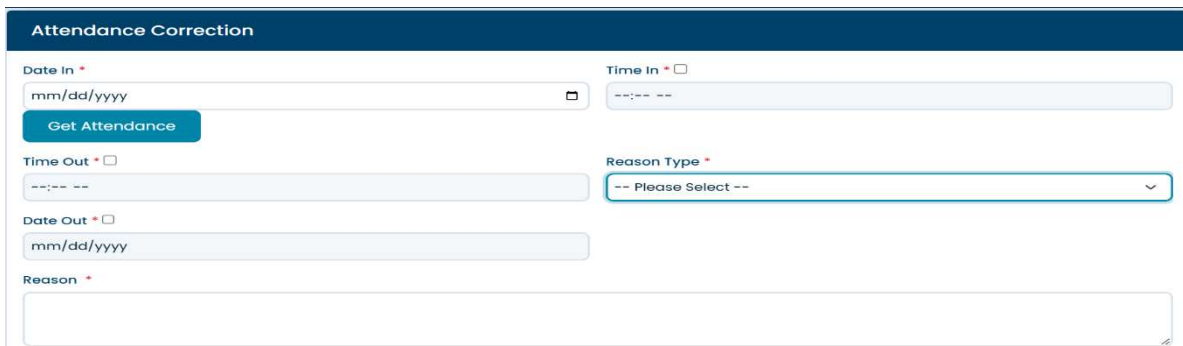 Attendance Correction
Date In *
Time In *
mm/dd/yyyy
--:-- --
Get Attendance
Time Out *
Reason Type *
--:-- --
-- Please Select --
Date Out *
mm/dd/yyyy
Reason *